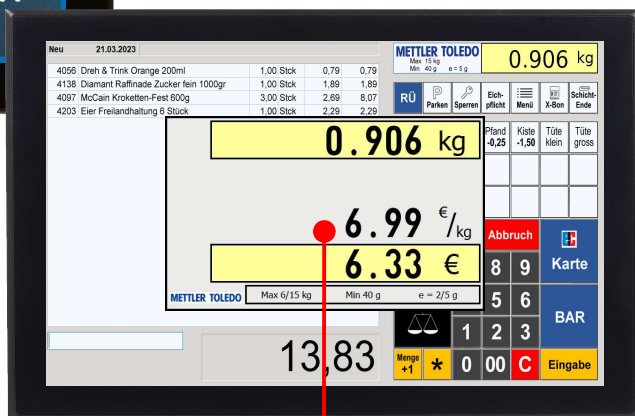 Neu 21.03.2023
4056 Dreh & Trink Orange 200ml 1,00 Stck 0,79 0,79
4138 Diamant Raffinade Zucker fein 1000gr 1,00 Stck 1,89 1,89
4097 McCain Kroketten-Fest 600g 3,00 Stck 2,69 8,07
4203 Eier Freilandhaltung 6 Stück 1,00 Stck 2,29 2,29
METTLER TOLEDO
Max 15 kg
Min 40 g e = 5 g
0.906 kg
RÜ
Parken
Sperren
Eich-
pflicht
Menü
X-Bon
Schicht-
Ende
Pfand
-0,25
Kiste
-1,50
Tüte
klein
Tüte
gross
0.906 kg
6.99 €/kg
6.33 €
METTLER TOLEDO Max 6/15 kg Min 40 g e = 2/5 g
Abbruch
Karte
8 9
5 6
BAR
1 2 3
13,83
Menge
+1
* 0 00 C
Eingabe